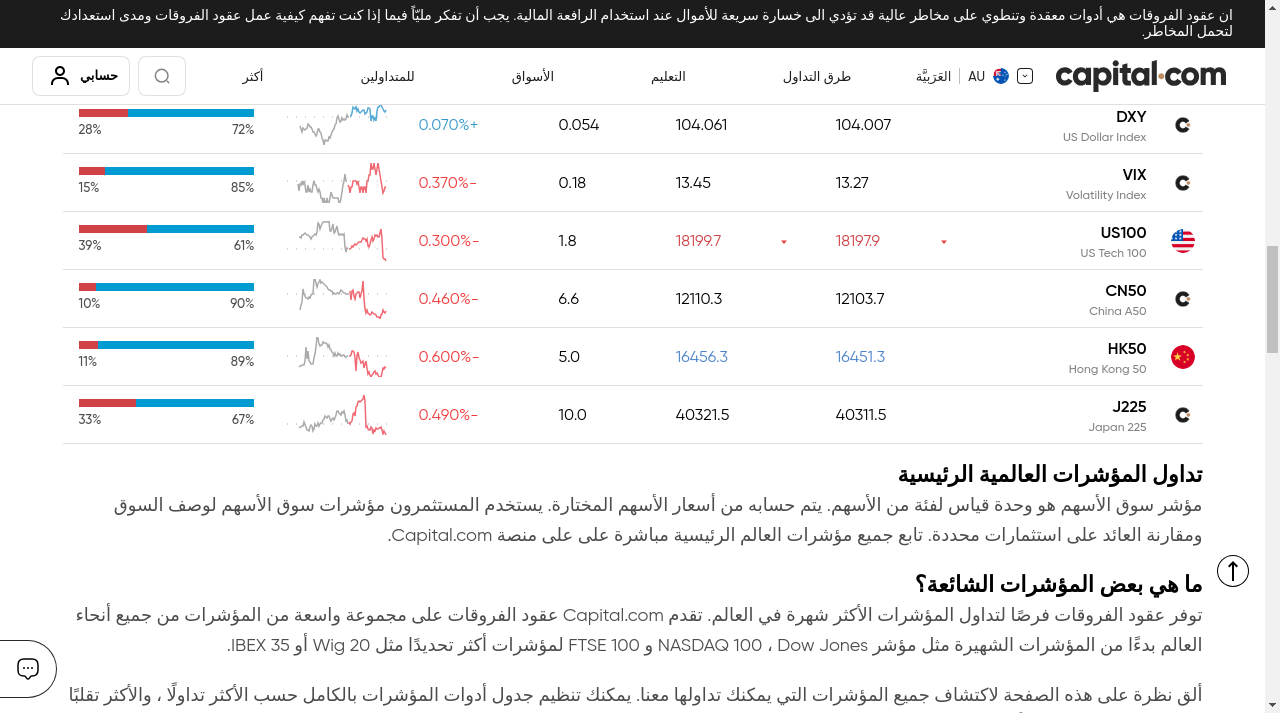 ان عقود الفروقات هي أدوات معقدة وتنطوي على مخاطر عالية قد تؤدي الى خسارة سريعة للأموال عند استخدام الرافعة المالية. يجب أن تفكر مليّاً فيما إذا كنت تفهم كيفية عمل عقود الفروقات ومدى استعدادك
لتحمل المخاطر.
capital.com AU العَرَبيَّة طرق التداول التعليم الأسواق للمتداولين أكثر حسابي
DXY 104.007 104.061 0.054 0.070%+
US Dollar Index 72% 28%
VIX 13.27 13.45 0.18 0.370%-
Volatility Index 85% 15%
US100 18197.9 18199.7 1.8 0.300%-
US Tech 100 61% 39%
CN50 12103.7 12110.3 6.6 0.460%-
China A50 90% 10%
HK50 16451.3 16456.3 5.0 0.600%-
Hong Kong 50 89% 11%
J225 40311.5 40321.5 10.0 0.490%-
Japan 225 67% 33%
تداول المؤشرات العالمية الرئيسية
مؤشر سوق الأسهم هو وحدة قياس لفئة من الأسهم. يتم حسابه من أسعار الأسهم المختارة. يستخدم المستثمرون مؤشرات سوق الأسهم لوصف السوق
ومقارنة العائد على استثمارات محددة. تابع جميع مؤشرات العالم الرئيسية مباشرة على على منصة Capital.com.
ما هي بعض المؤشرات الشائعة؟
توفر عقود الفروقات فرصًا لتداول المؤشرات الأكثر شهرة في العالم. تقدم Capital.com عقود الفروقات على مجموعة واسعة من المؤشرات من جميع أنحاء
العالم بدءًا من المؤشرات الشهيرة مثل مؤشر NASDAQ 100 ، Dow Jones و FTSE 100 لمؤشرات أكثر تحديدًا مثل Wig 20 أو IBEX 35.
ألق نظرة على هذه الصفحة لاكتشاف جميع المؤشرات التي يمكنك تداولها معنا. يمكنك تنظيم جدول أدوات المؤشرات بالكامل حسب الأكثر تداولًا ، والأكثر تقلبًا